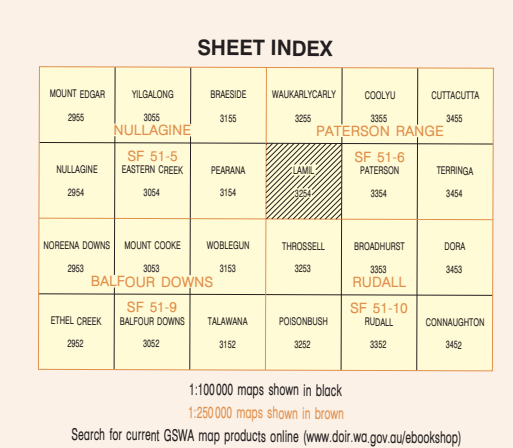 SHEET INDEX
MOUNT EDGAR YILGALONG BRAESIDE WAUKARLYCARLY COOLYU CUTTACUTTA
2955 3055 3155 3255 3355 3455
NULLAGINE PATERSON RANGE
SF 51-5 SF 51-6
NULLAGINE EASTERN CREEK PEARANA LAMIL PATERSON TERRINGA
2954 3054 3154 3254 3354 3454
NOREENA DOWNS MOUNT COOKE WOBLEGUN THROSSELL BROADHURST DORA
2953 3053 3153 3253 3353 3453
BALFOUR DOWNS RUDALL
SF 51-9 SF 51-10
ETHEL CREEK BALFOUR DOWNS TALAWANA POISONBUSH RUDALL CONNAUGHTON
2952 3052 3152 3252 3352 3452
1:100 000 maps shown in black
1:250 000 maps shown in brown
Search for current GSWA map products online (www.doir.wa.gov.au/ebookshop)